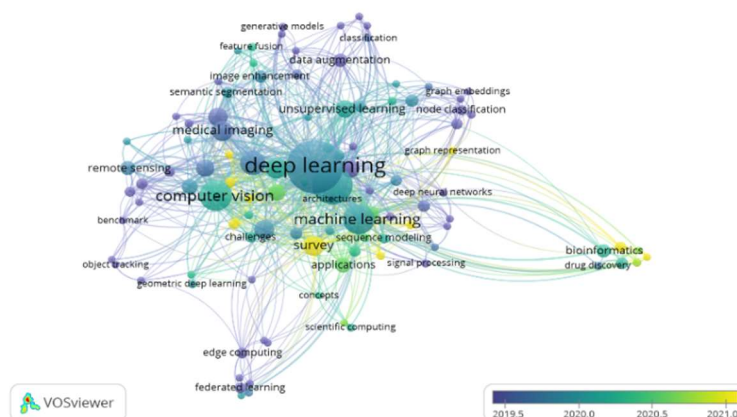 generative models
classification
feature fusion
data augmentation
image enhancement
semantic segmentation
graph embeddings
unsupervised learning
node classification
medical imaging
graph representation
deep learning
remote sensing
deep neural networks
computer vision
architectures
benchmark
machine learning
challenges
sequence modeling
survey
bioinformatics
object tracking
applications
signal processing
drug discovery
geometric deep learning
concepts
scientific computing
edge computing
federated learning
VOSviewer
2019.5 2020.0 2020.5 2021.0